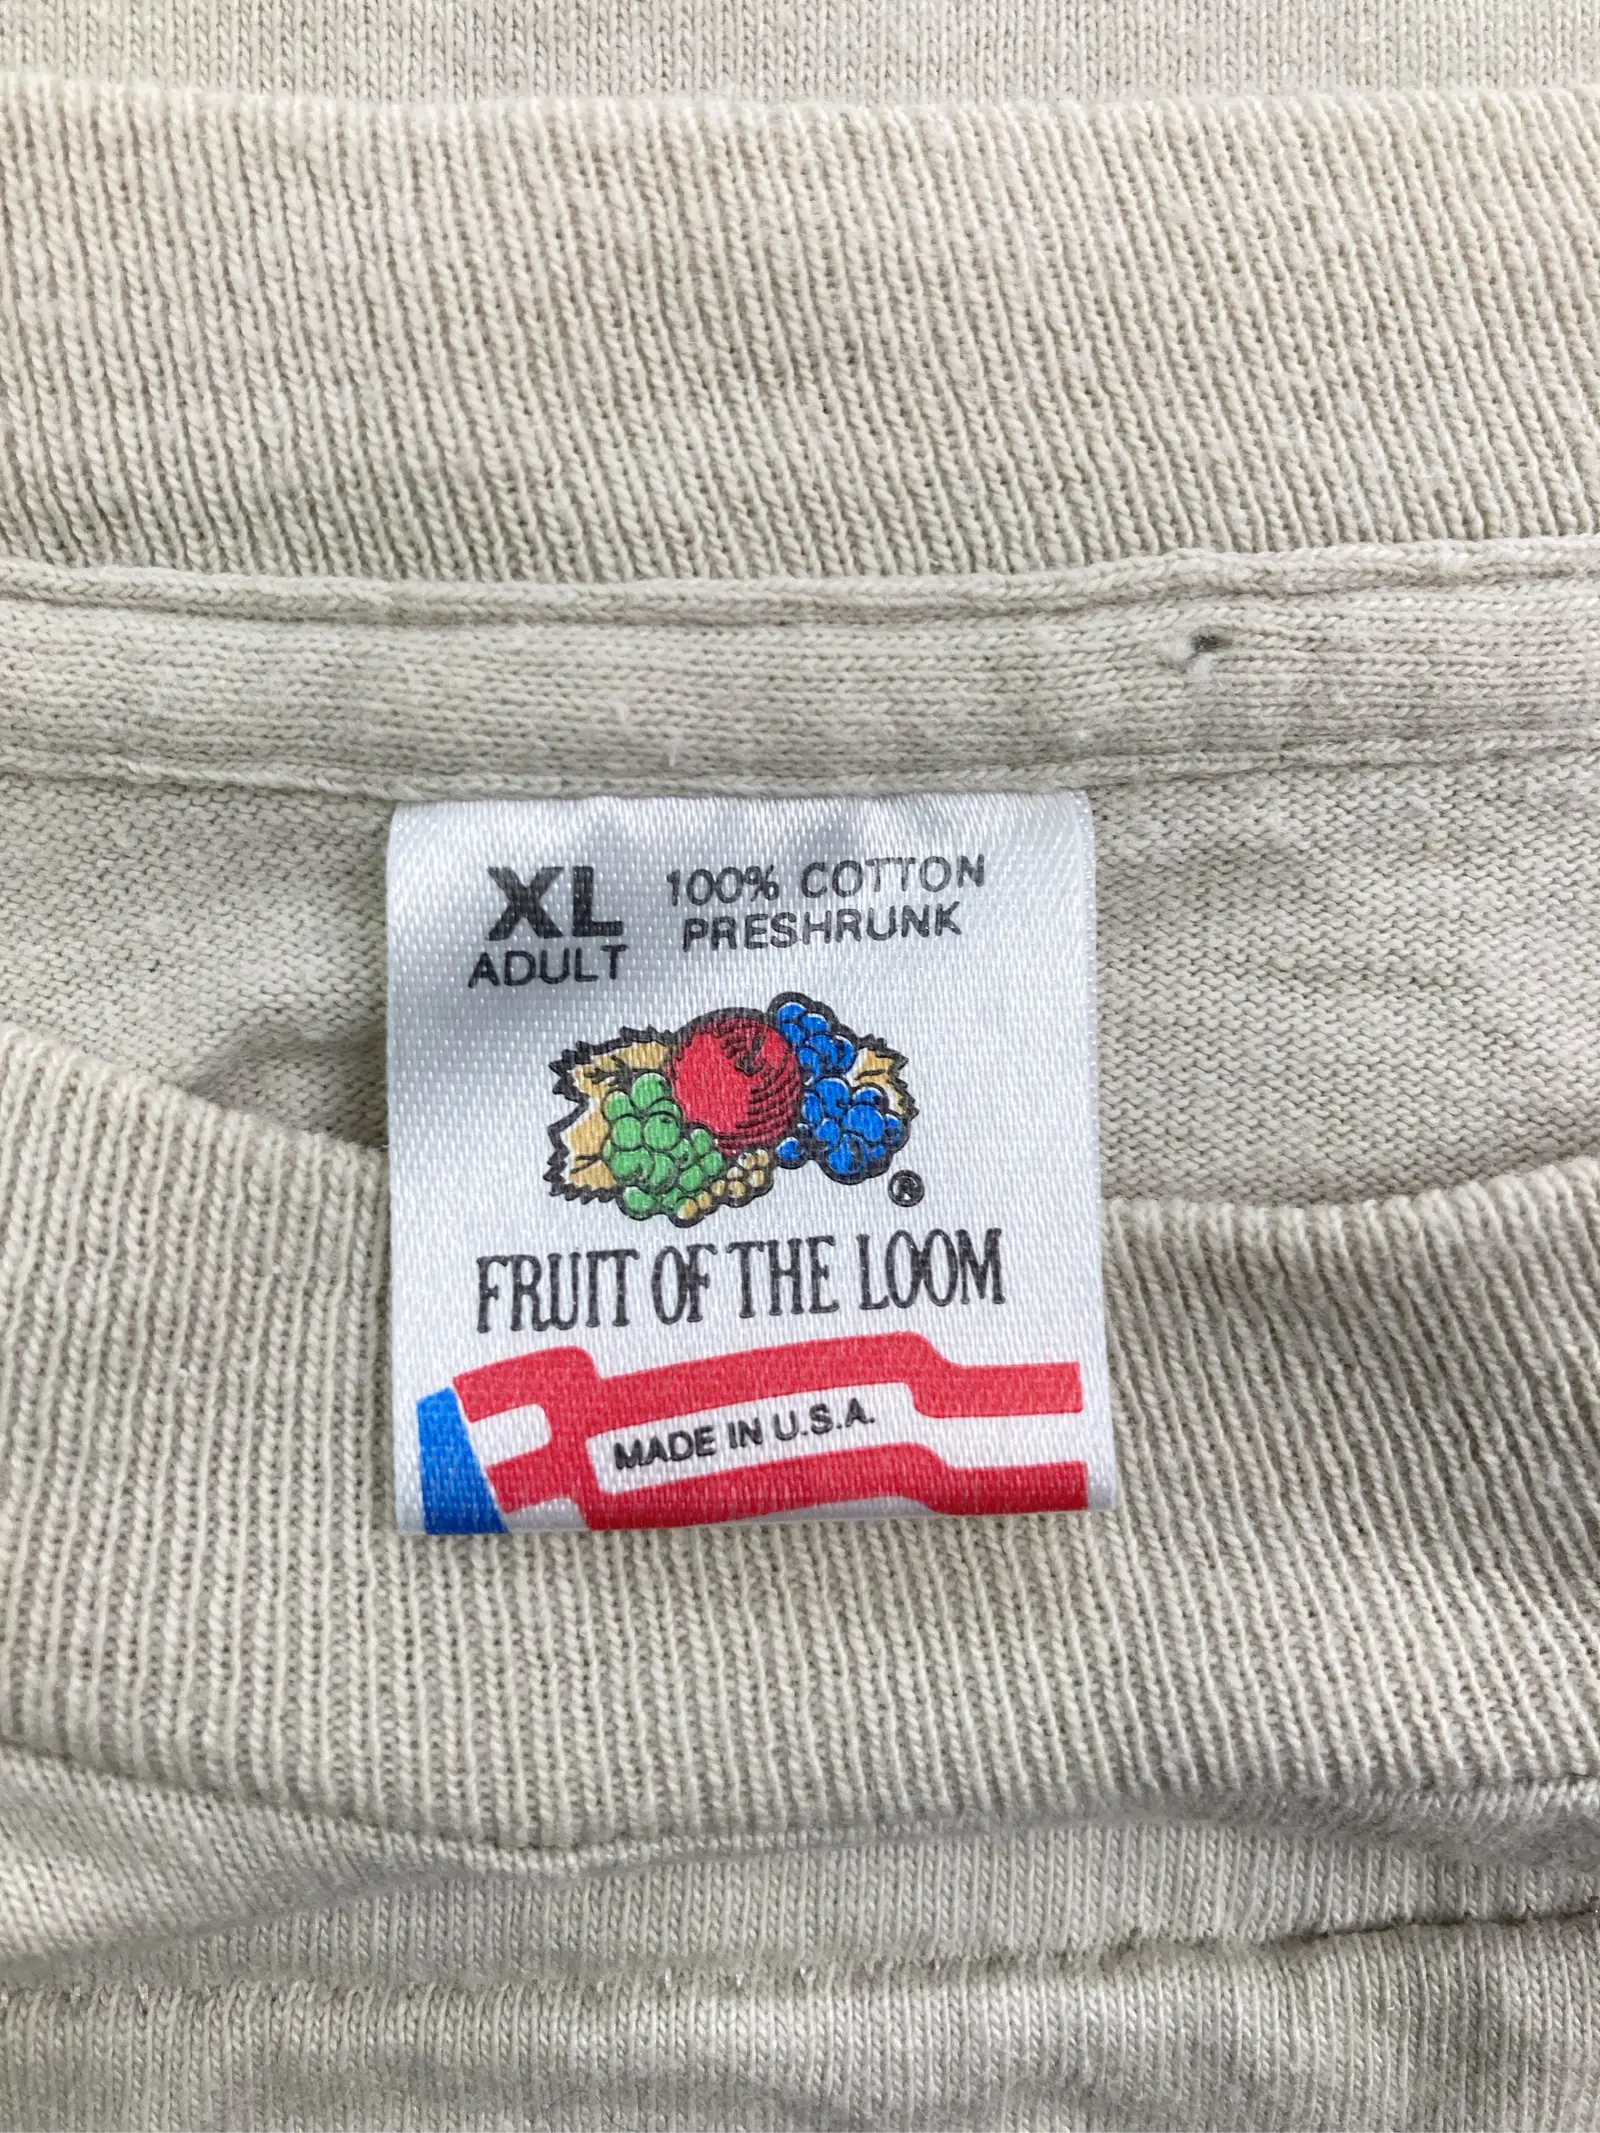 XL
ADULT
100% COTTON
PRESHRUNK
®
FRUIT OF THE LOOM
MADE IN U.S.A.